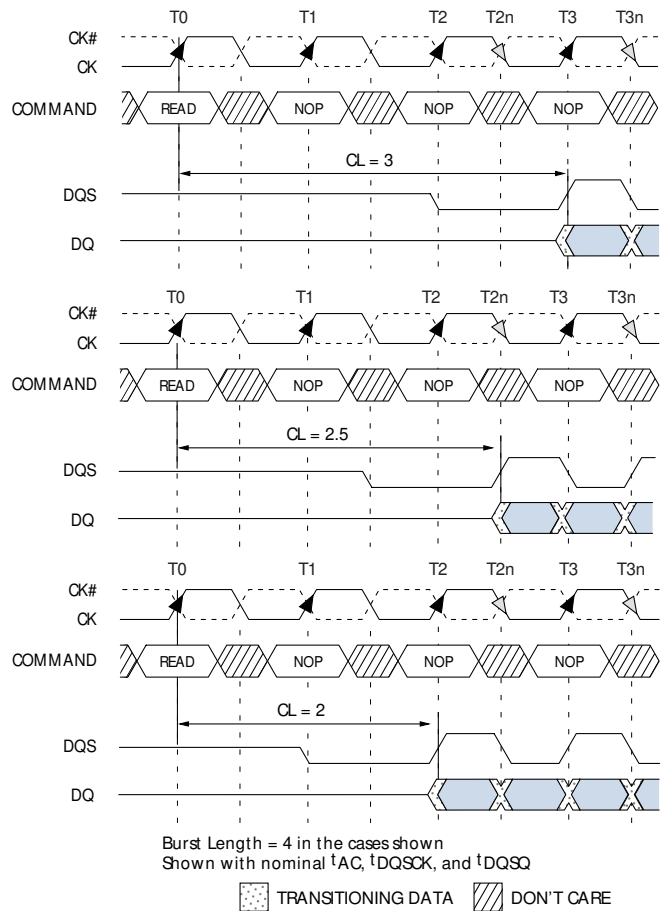 T0 T1 T2 T2n T3 T3n
CK#
CK
COMMAND READ NOP NOP NOP
CL = 3
DQS
DQ
T0 T1 T2 T2n T3 T3n
CK#
CK
COMMAND READ NOP NOP NOP
CL = 2.5
DQS
DQ
T0 T1 T2 T2n T3 T3n
CK#
CK
COMMAND READ NOP NOP NOP
CL = 2
DQS
DQ
Burst Length = 4 in the cases shown
Shown with nominal tAC, tDQSCK, and tDQSQ
TRANSITIONING DATA DON'T CARE